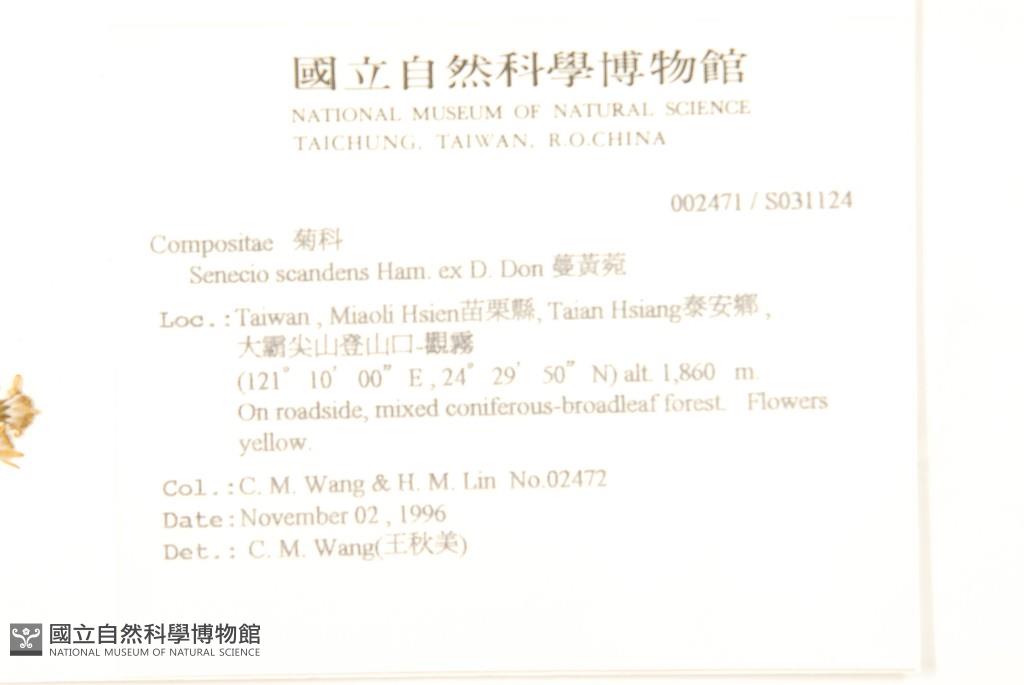 國立自然科學博物館
NATIONAL MUSEUM OF NATURAL SCIENCE
TAICHUNG, TAIWAN, R.O.CHINA
002471 / S031124
Compositae 菊科
Senecio scandens Ham. ex D. Don 蔓黃菀
Loc.:Taiwan , Miaoli Hsien苗栗縣, Taian Hsiang泰安鄉 ,
大霸尖山登山口-觀霧
(121° 10′ 00” E , 24° 29′ 50” N) alt. 1,860 m.
On roadside, mixed coniferous-broadleaf forest. Flowers
yellow.
Col.:C. M. Wang & H. M. Lin No.02472
Date:November 02 , 1996
Det.: C. M. Wang(王秋美)
國立自然科學博物館
NATIONAL MUSEUM OF NATURAL SCIENCE